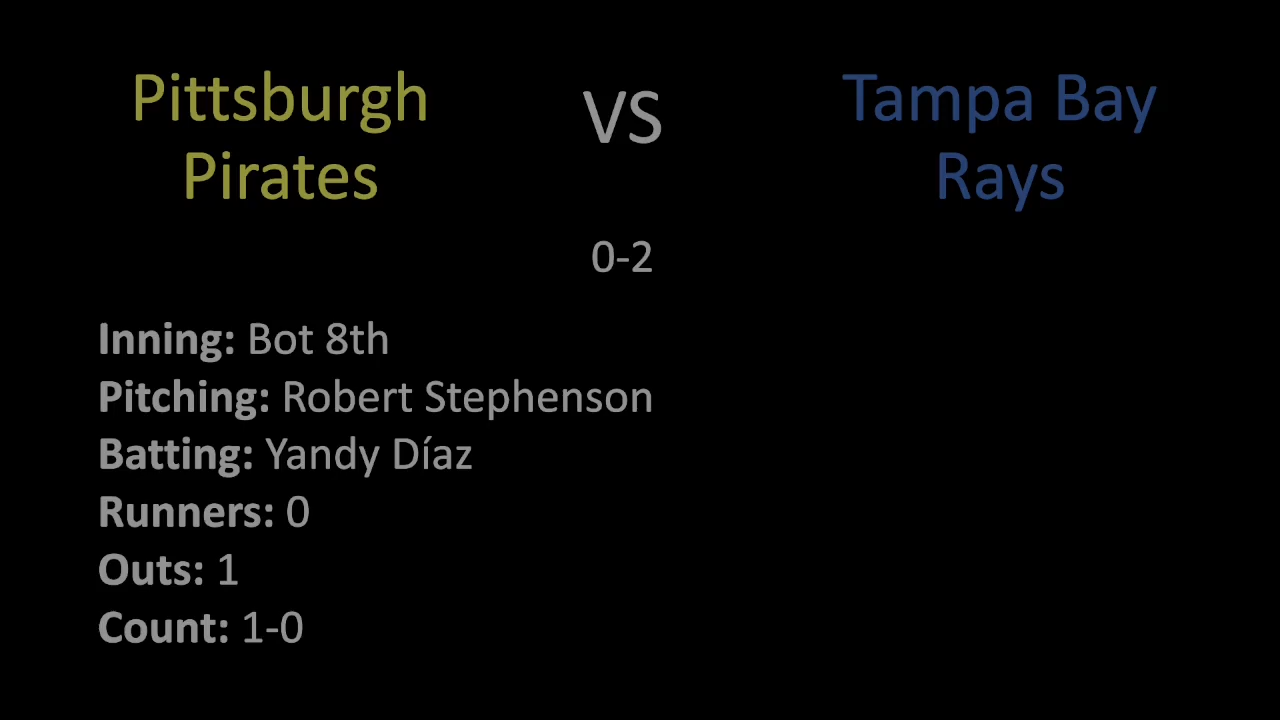 Pittsburgh
Pirates
VS
Tampa Bay
Rays
0-2
Inning: Bot 8th
Pitching: Robert Stephenson
Batting: Yandy Díaz
Runners: 0
Outs: 1
Count: 1-0